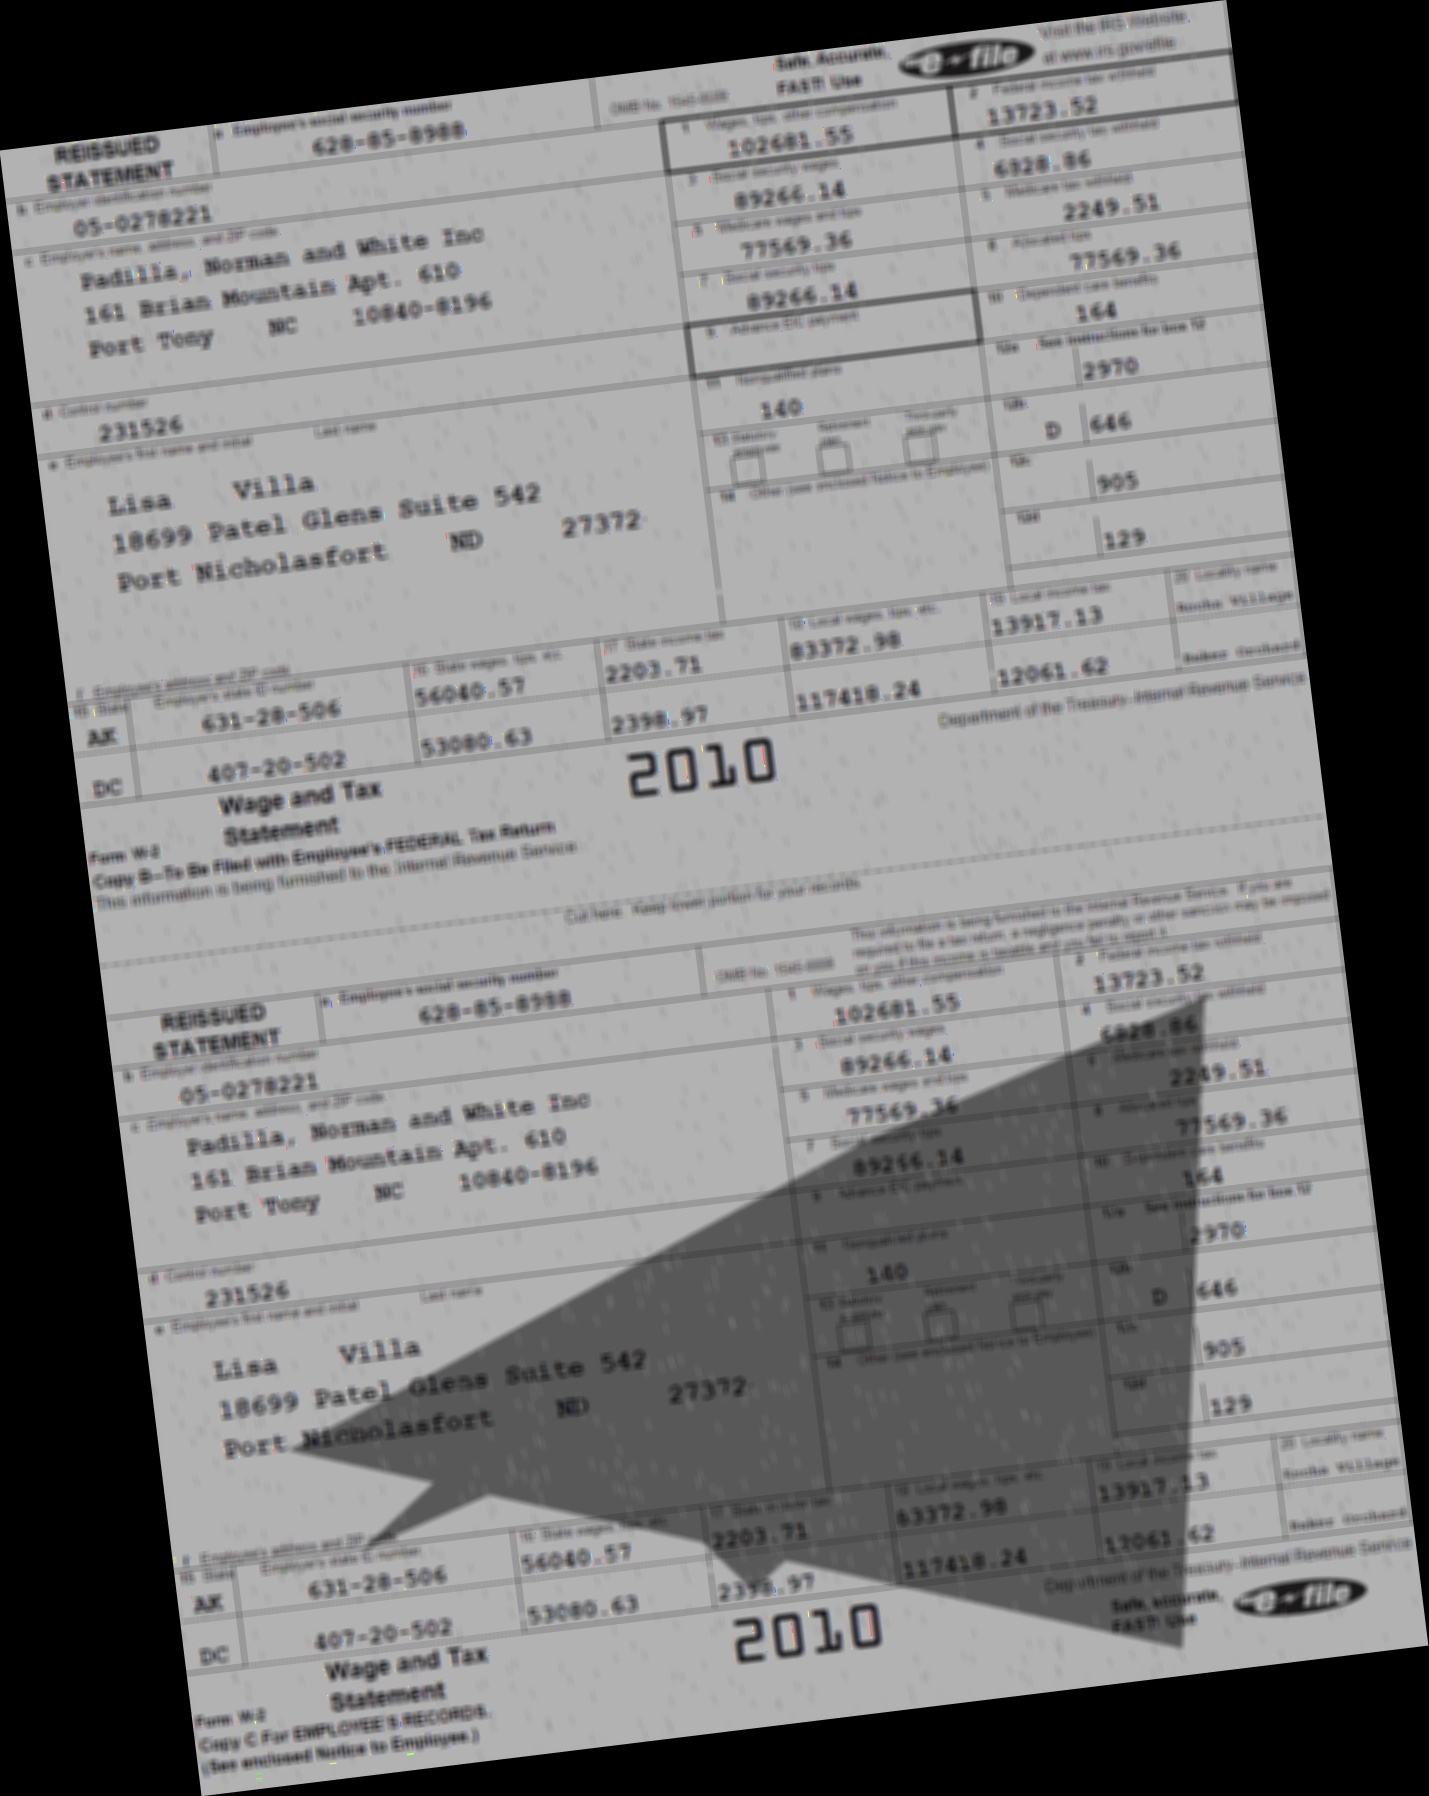 Safe, Accurate,
FAST! Use
e-file
Visit the IRS Website
at www.irs.gov/efile
REISSUED
STATEMENT
a Employee's social security number
628-85-8988
OMB No. 1545-0008
1 Wages, tips, other compensation
102681.55
2 Federal income tax withheld
13723.52
b Employer identification number
05-0278221
3 Social security wages
89266.14
4 Social security tax withheld
6828.86
c Employer's name, address, and ZIP code
Padilla, Norman and White Inc
161 Brian Mountain Apt. 610
Port Tony NC 10840-8196
5 Medicare wages and tips
77569.36
6 Medicare tax withheld
2249.51
7 Social security tips
89266.14
8 Allocated tips
77569.36
9 Advance EIC payment
10 Dependent care benefits
164
d Control number
231526
11 Nonqualified plans
140
12a See instructions for box 12
2970
e Employee's first name and initial Last name
Lisa Villa
18699 Patel Glens Suite 542
Port Nicholasfort ND 27372
13 Statutory employee Retirement plan Third-party sick pay
12b
D 646
14 Other (see enclosed Notice to Employee)
12c
905
12d
129
f Employee's address and ZIP code
15 State Employer's state ID number
16 State wages, tips, etc.
17 State income tax
18 Local wages, tips, etc.
19 Local income tax
20 Locality name
AK 631-28-506 56040.57 2203.71 83372.98 13917.13 Village
DC 407-20-502 53080.63 2398.97 117418.24 12061.62 Baker Orchard
Form W-2
Wage and Tax
Statement
2010
Department of the Treasury-Internal Revenue Service
Copy B-To Be Filed with Employee's FEDERAL Tax Return
This information is being furnished to the Internal Revenue Service
Cut here. Keep lower portion for your records.
This information is being furnished to the Internal Revenue Service. If you are
required to file a tax return, a negligence penalty or other sanction may be imposed
on you if this income is taxable and you fail to report it.
REISSUED
STATEMENT
a Employee's social security number
628-85-8988
OMB No. 1545-0008
1 Wages, tips, other compensation
102681.55
2 Federal income tax withheld
13723.52
b Employer identification number
05-0278221
3 Social security wages
89266.14
4 Social security tax withheld
6828.86
c Employer's name, address, and ZIP code
Padilla, Norman and White Inc
161 Brian Mountain Apt. 610
Port Tony NC 10840-8196
5 Medicare wages and tips
77569.36
6 Medicare tax withheld
2249.51
7 Social security tips
89266.14
8 Allocated tips
77569.36
9 Advance EIC payment
10 Dependent care benefits
164
d Control number
231526
11 Nonqualified plans
140
12a See instructions for box 12
2970
e Employee's first name and initial Last name
Lisa Villa
18699 Patel Glens Suite 542
Port Nicholasfort ND 27372
13 Statutory employee Retirement plan Third-party sick pay
12b
D 646
14 Other (see enclosed Notice to Employee)
12c
905
12d
129
f Employee's address and ZIP code
15 State Employer's state ID number
16 State wages, tips, etc.
17 State income tax
18 Local wages, tips, etc.
19 Local income tax
20 Locality name
AK 631-28-506 56040.57 2203.71 83372.98 13917.13 Village
DC 407-20-502 53080.63 2398.97 117418.24 12061.62 Baker Orchard
Form W-2
Wage and Tax
Statement
2010
Department of the Treasury-Internal Revenue Service
Safe, accurate,
FAST! Use
e-file
Copy C For EMPLOYEE'S RECORDS.
(See enclosed Notice to Employee.)